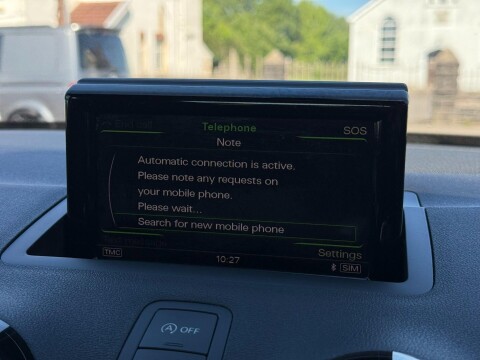 Telephone
SOS
Note
Automatic connection is active.
Please note any requests on
your mobile phone.
Please wait...
Search for new mobile phone
Settings
TMC
10:27
SIM
A OFF